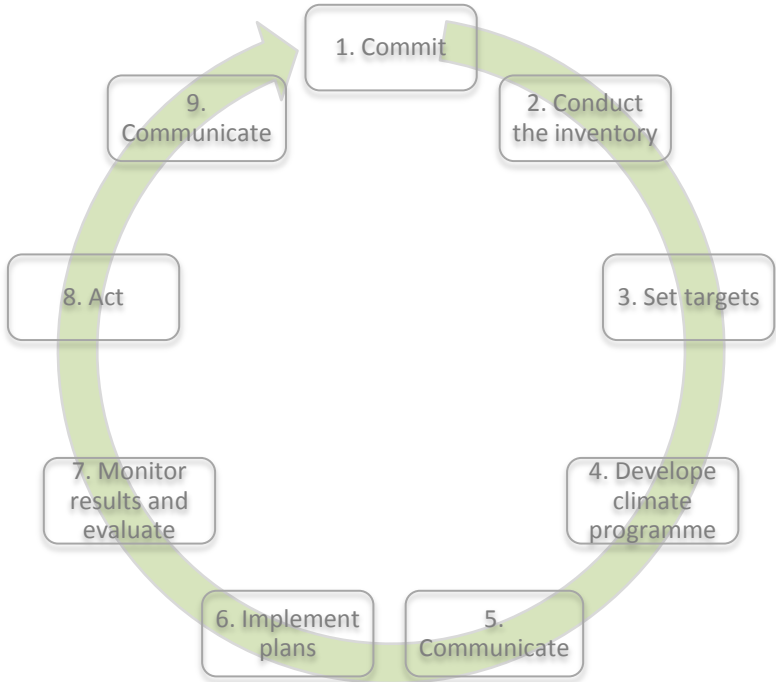 1. Commit
2. Conduct
the inventory
3. Set targets
4. Develope
climate
programme
5.
Communicate
6. Implement
plans
7. Monitor
results and
evaluate
8. Act
9.
Communicate